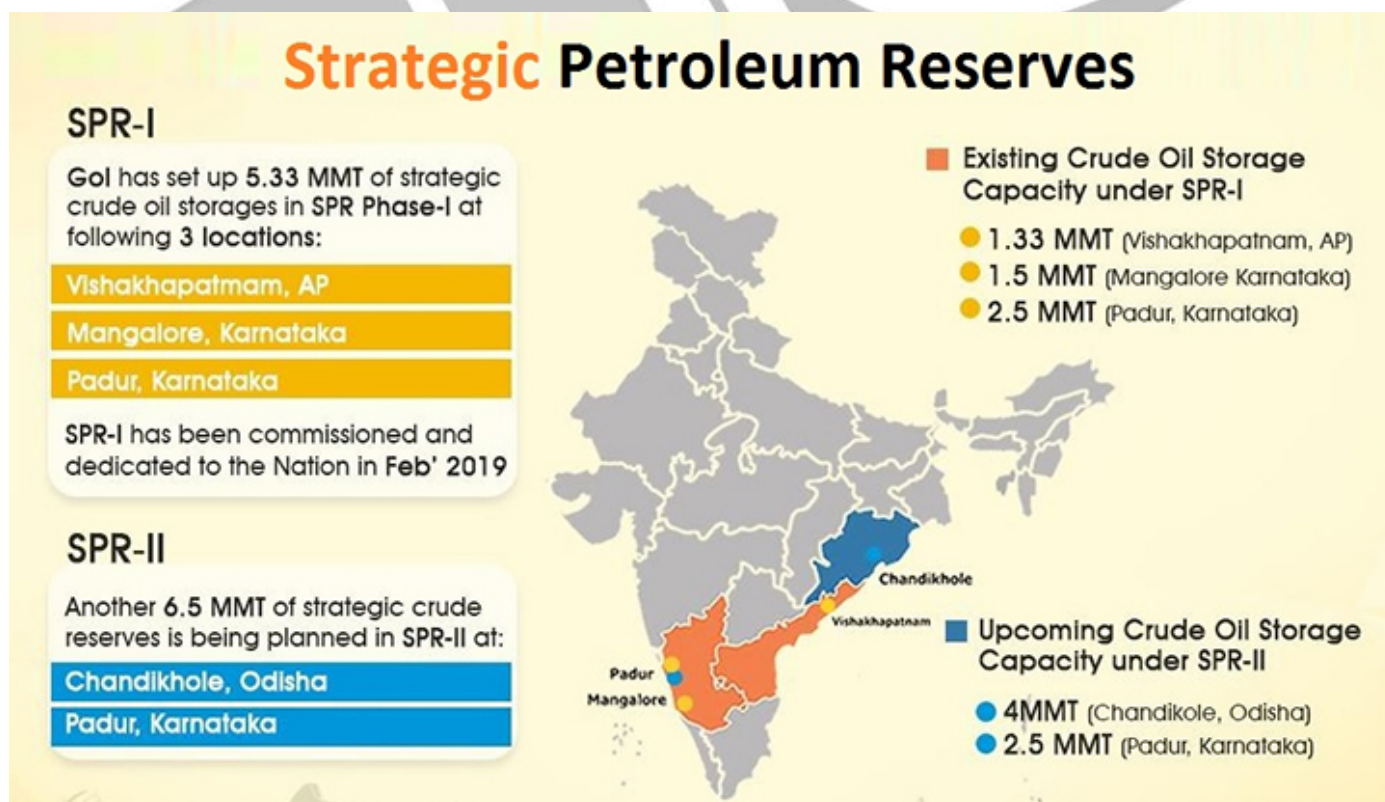 Strategic Petroleum Reserves
SPR-I
GoI has set up 5.33 MMT of strategic
crude oil storages in SPR Phase-I at
following 3 locations:
Vishakhapatmam, AP
Mangalore, Karnataka
Padur, Karnataka
SPR-I has been commissioned and
dedicated to the Nation in Feb' 2019
SPR-II
Another 6.5 MMT of strategic crude
reserves is being planned in SPR-II at:
Chandikhole, Odisha
Padur, Karnataka
Existing Crude Oil Storage
Capacity under SPR-I
1.33 MMT (Vishakhapatnam, AP)
1.5 MMT (Mangalore Karnataka)
2.5 MMT (Padur, Karnataka)
Chandikhole
Vishakhapatnam
Padur
Mangalore
Upcoming Crude Oil Storage
Capacity under SPR-II
4MMT (Chandikole, Odisha)
2.5 MMT (Padur, Karnataka)